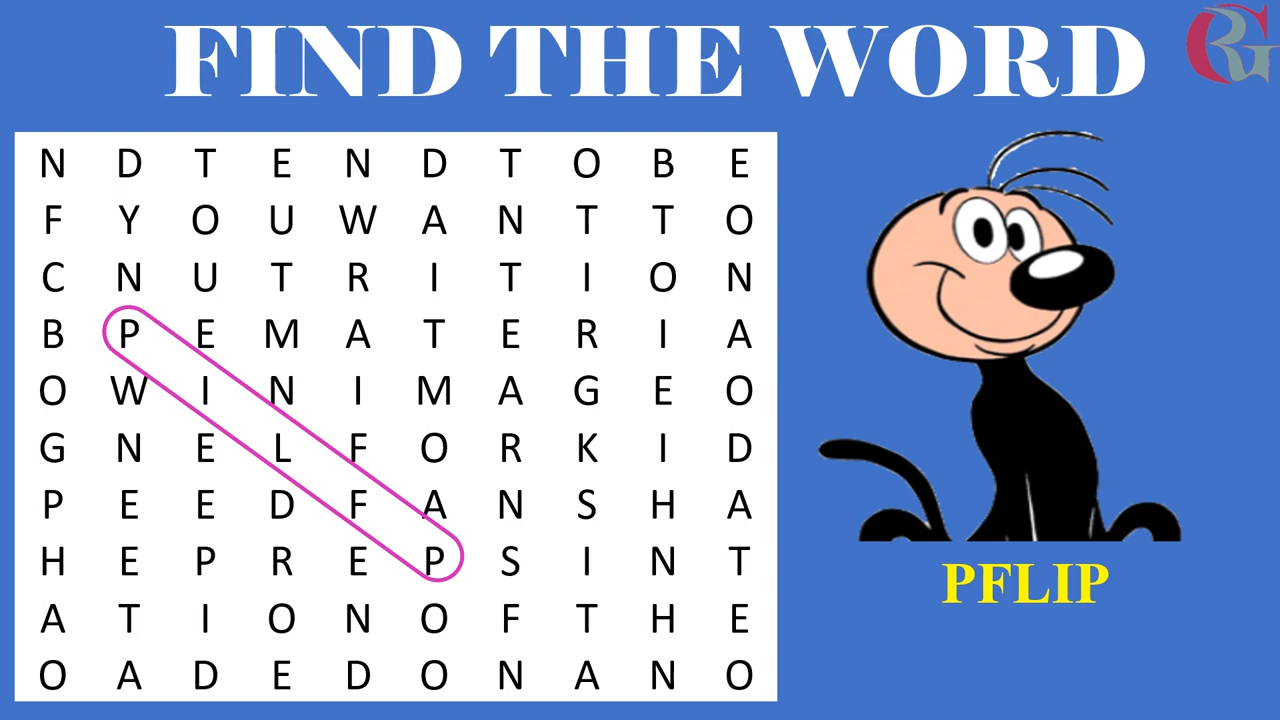 FIND THE WORD
N D T E N D T O B E
F Y O U W A N T T O
C N U T R I T I O N
B P E M A T E R I A
O W I N I M A G E O
G N E L F O R K I D
P E E D F A N S H A
H E P R E P S I N T
A T I O N O F T H E
O A D E D O N A N O
PFLIP